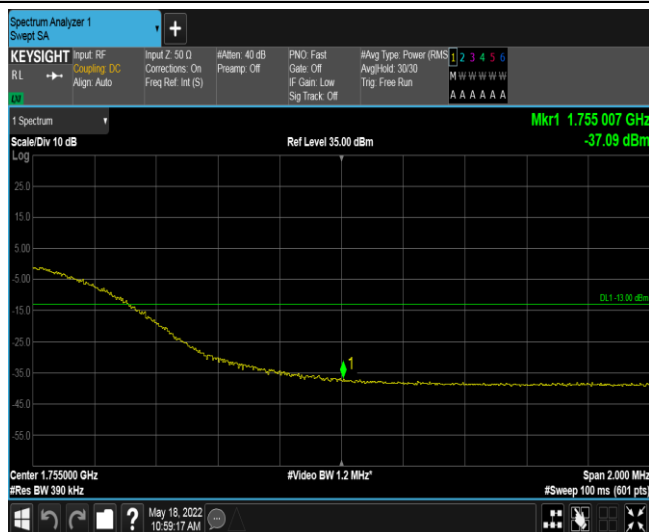 Spectrum Analyzer 1
Swept SA
+
KEYSIGHT Input: RF Input Z: 50 Ω #Atten: 40 dB PNO: Fast #Avg Type: Power (RMS 1 2 3 4 5 6
RL Coupling: DC Corrections: On Preamp: Off Gate: Off Avg|Hold: 30/30 M W W W W W
Align: Auto Freq Ref: Int (S) IF Gain: Low Trig: Free Run
Sig Track: Off A A A A A A
1 Spectrum
Mkr1 1.755 007 GHz
Scale/Div 10 dB Ref Level 35.00 dBm -37.09 dBm
Log
25.0
15.0
5.00
-5.00
DL1 -13.00 dBm
-15.0
-25.0
1
-35.0
-45.0
-55.0
Center 1.755000 GHz #Video BW 1.2 MHz* Span 2.000 MHz
#Res BW 390 kHz #Sweep 100 ms (601 pts)
? May 18, 2022
10:59:17 AM